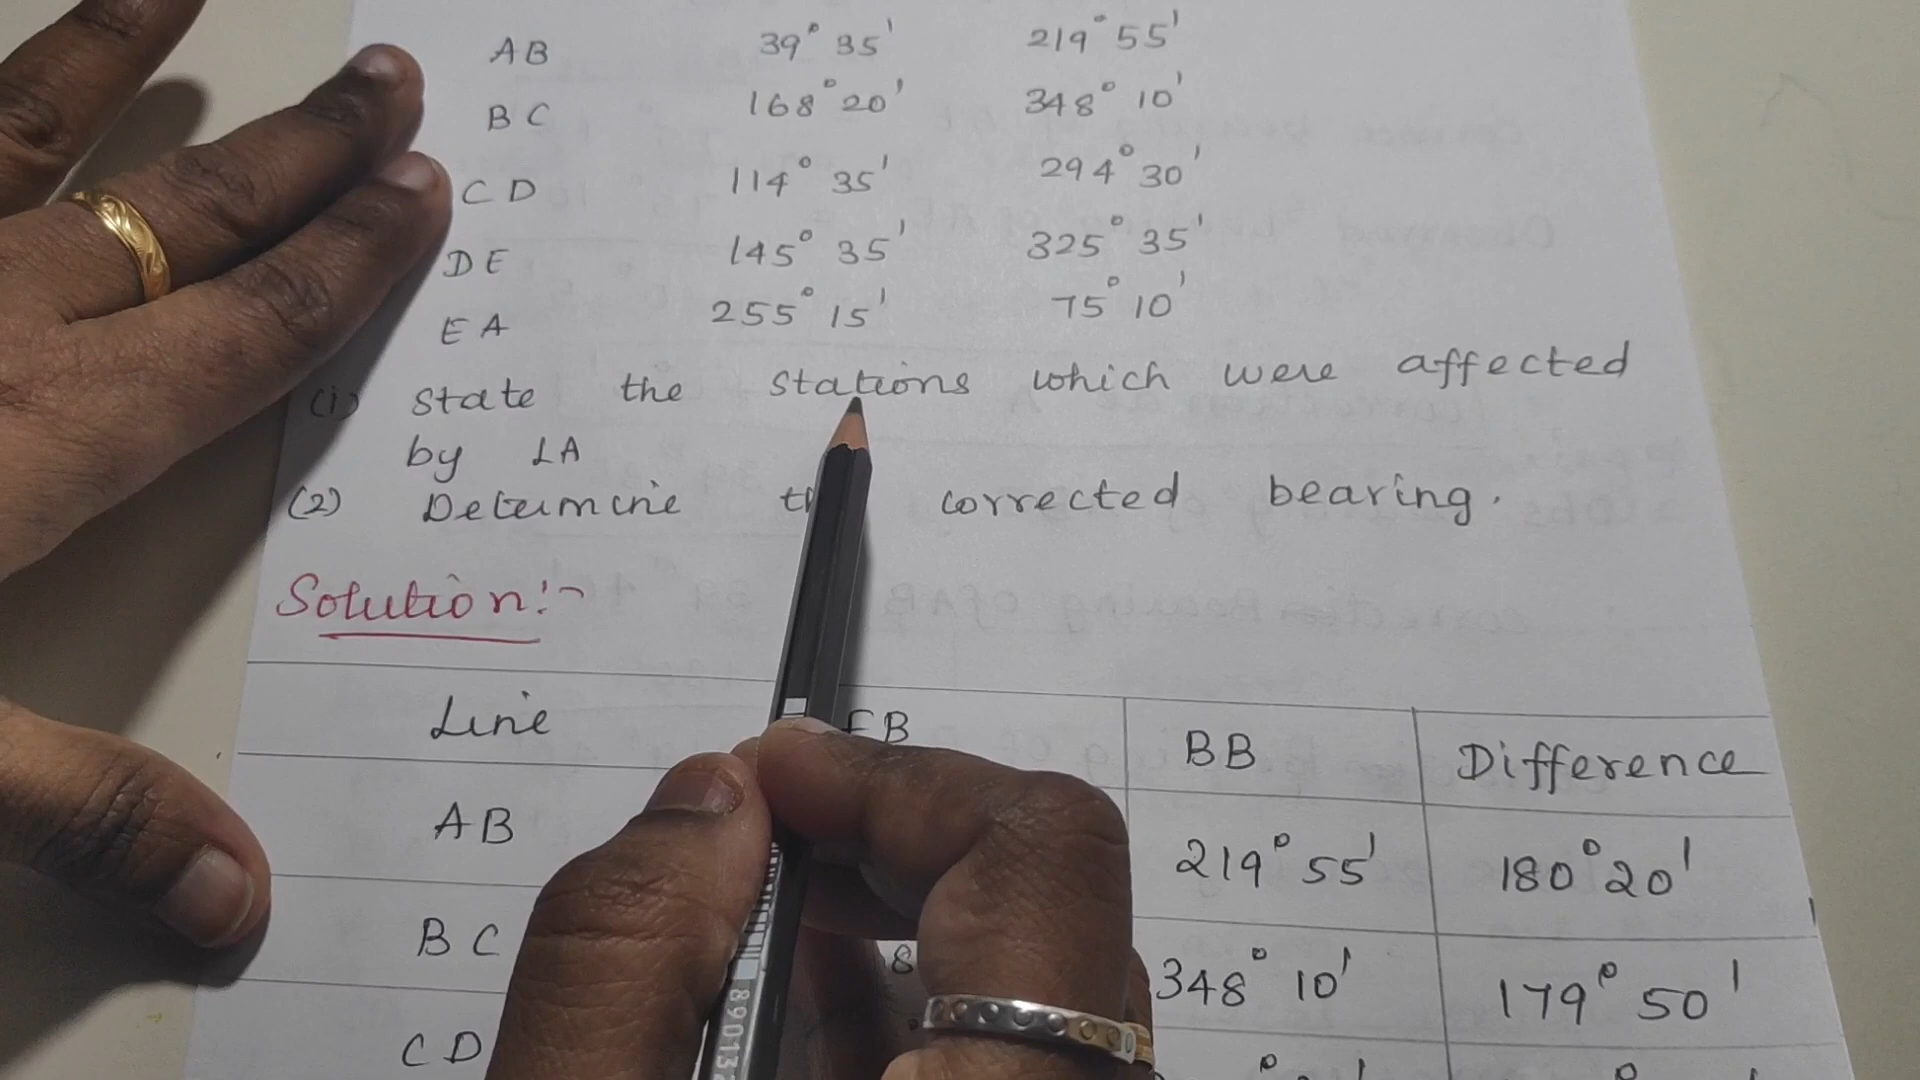 AB 39° 35' 219° 55'
BC 168° 20' 348° 10'
CD 114° 35' 294° 30'
DE 145° 35' 325° 35'
EA 255° 15' 75° 10'
(1) State the stations which were affected
by LA
(2) Determine corrected bearing.
Solution:-
Line FB BB Difference
AB 219° 55' 180° 20'
BC 8 348° 10' 179° 50'
CD